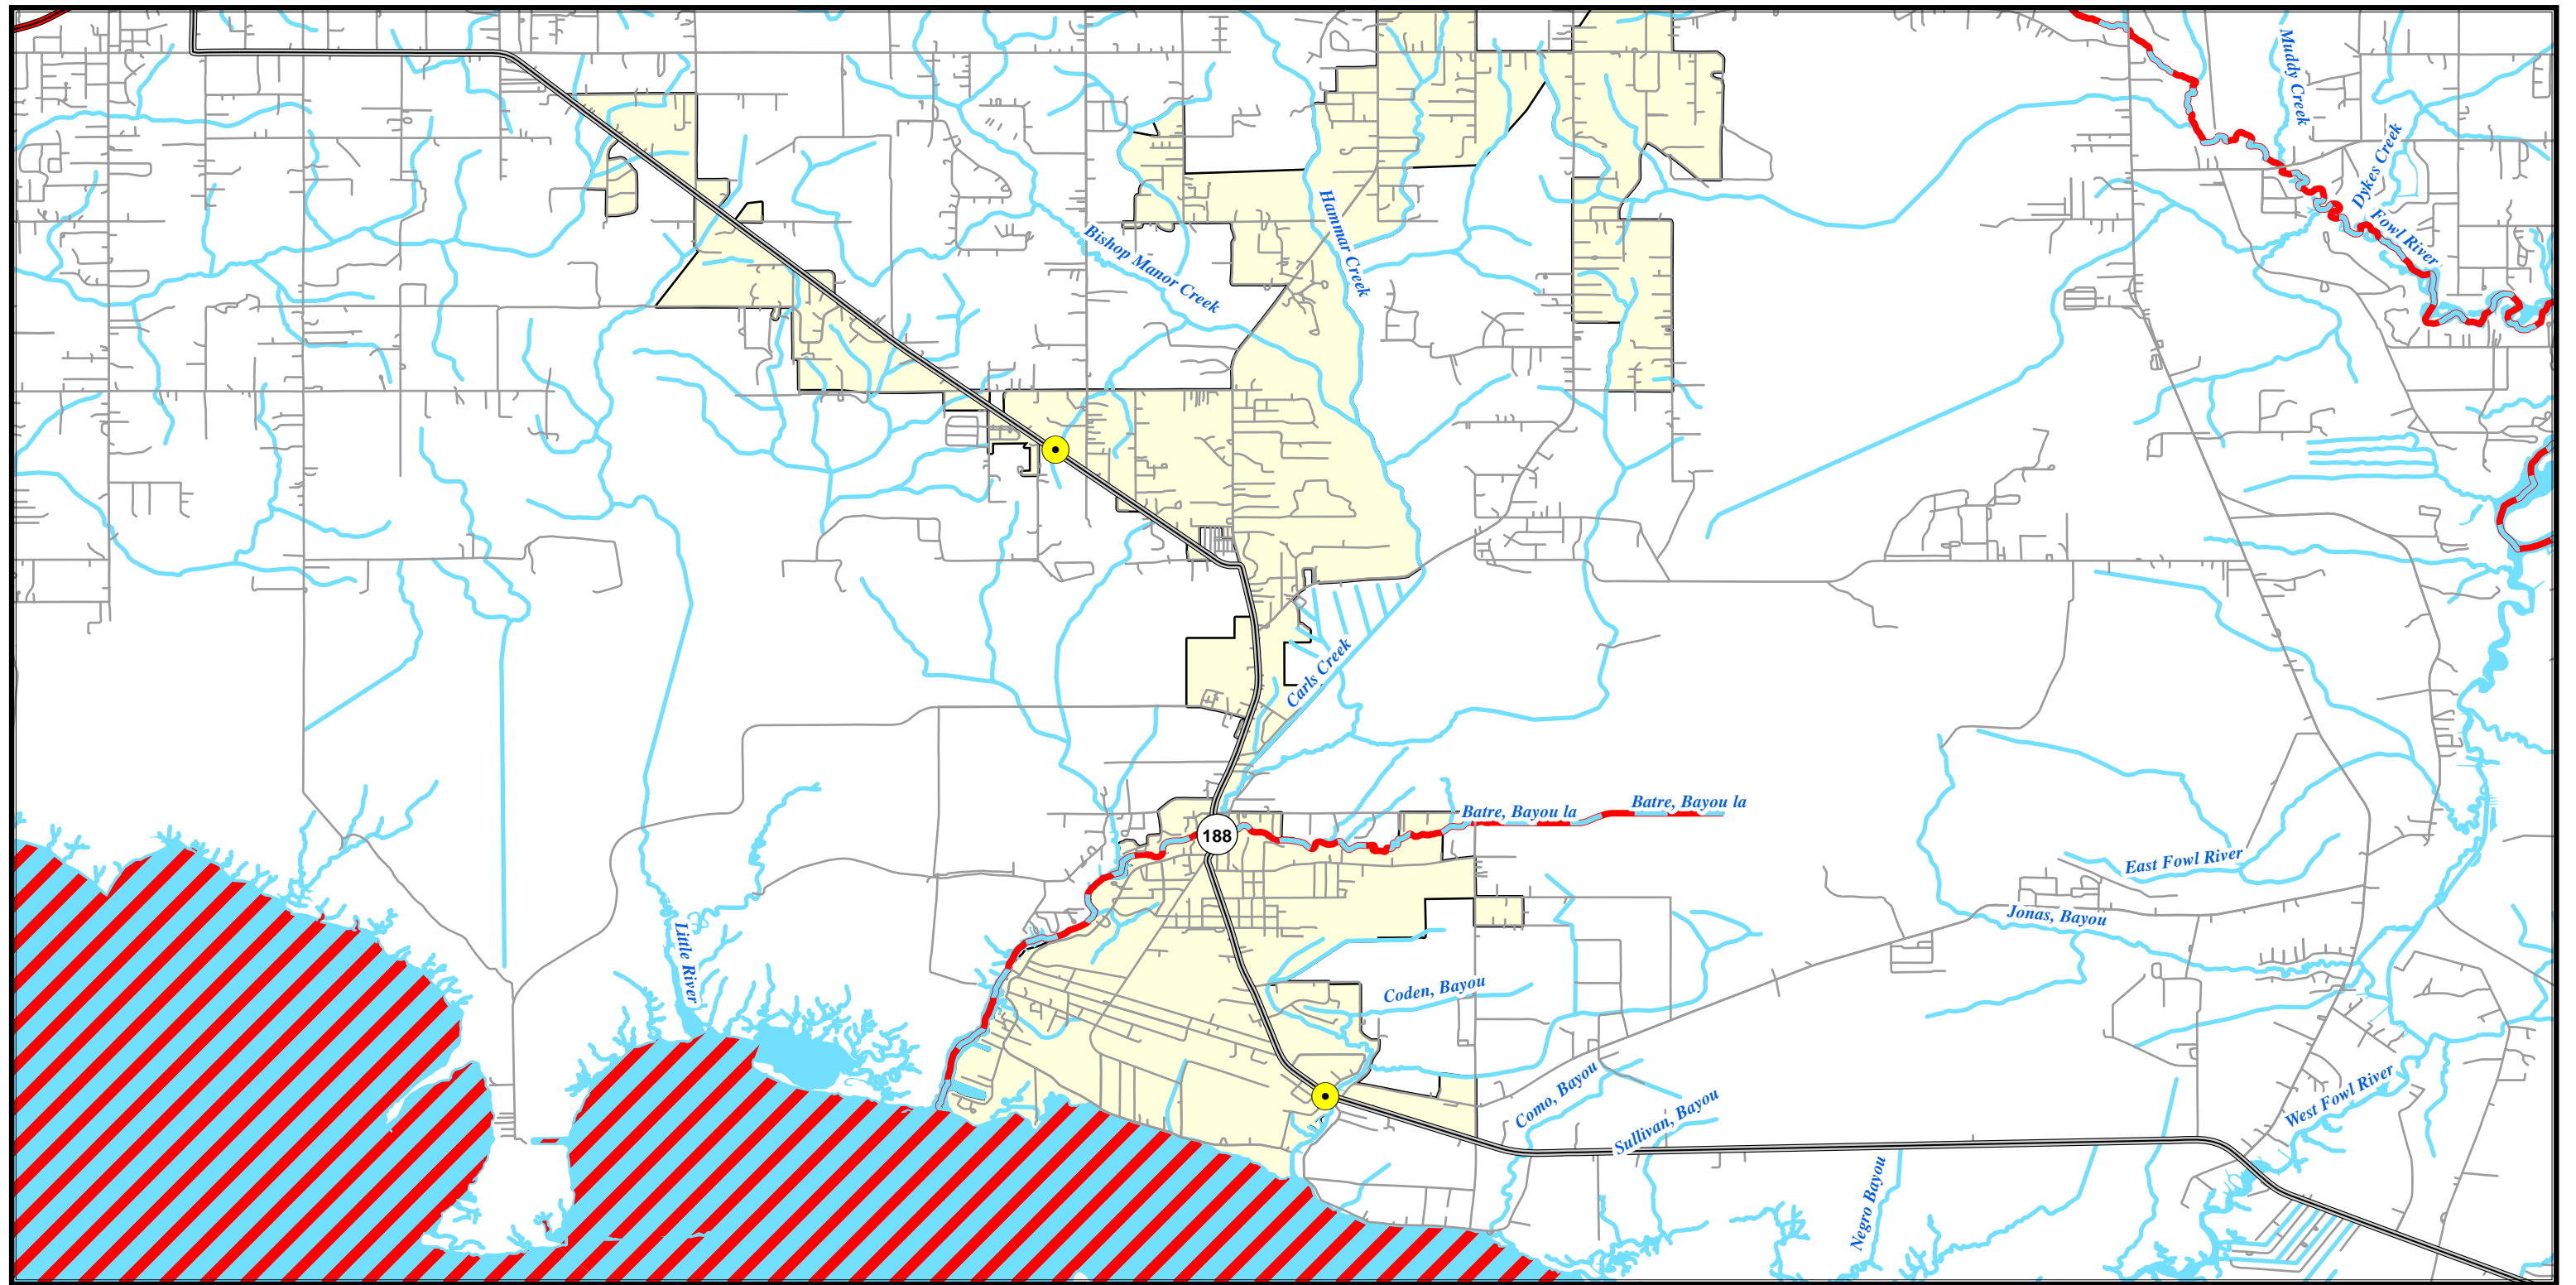 Muddy Creek
Dykes Creek
Fowl River
Hammar Creek
Bishop Manor Creek
Carls Creek
188
Batre, Bayou la
Batre, Bayou la
East Fowl River
Jonas, Bayou
Little River
Coden, Bayou
Como, Bayou
Sullivan, Bayou
West Fowl River
Negro Bayou